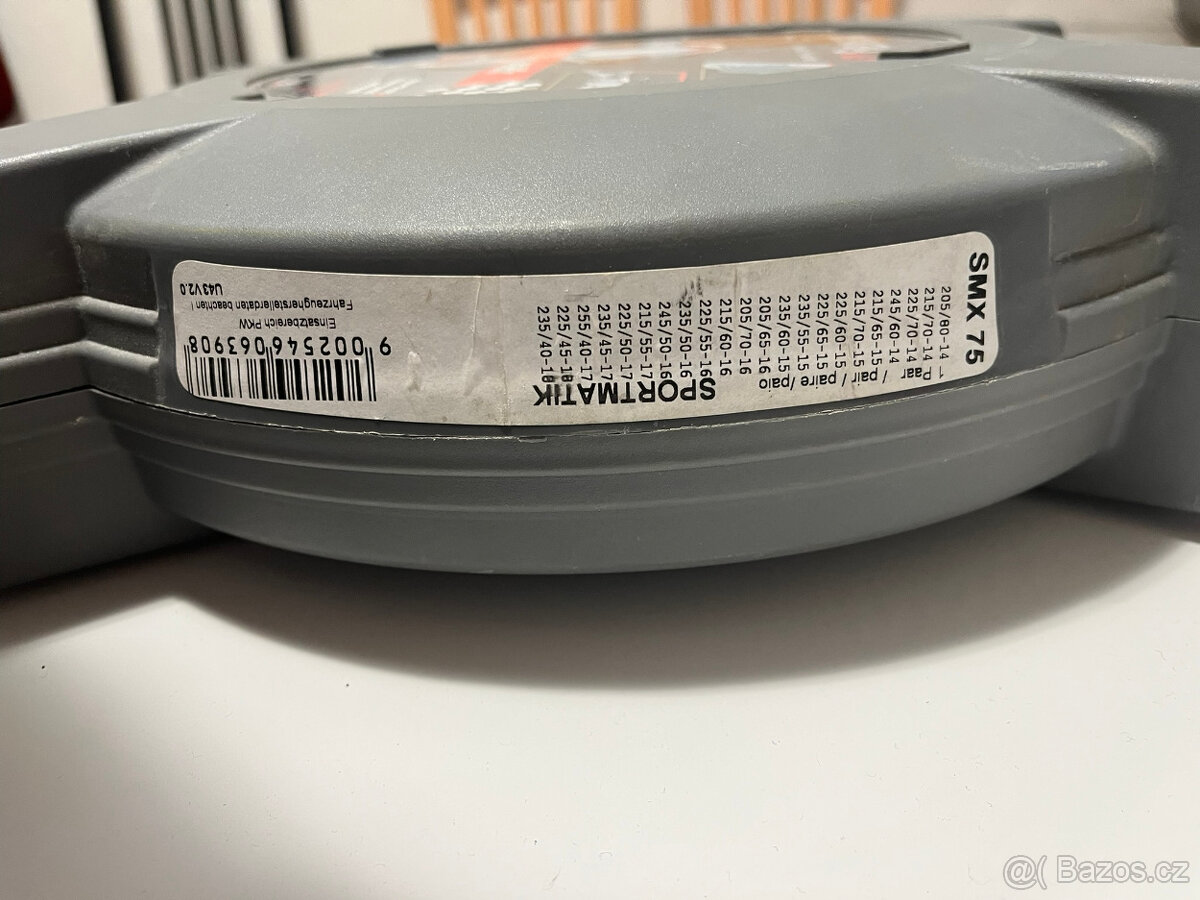 SMX 75
SPORTMATIK
1 Paar / pair / paire /paio
205/80-14
215/70-14
225/70-14
245/60-14
215/65-15
215/70-15
225/60-15
225/65-15
235/55-15
235/60-15
205/65-16
205/70-16
215/60-16
225/55-16
235/50-16
245/50-16
215/55-17
225/50-17
235/45-17
255/40-17
225/45-18
235/40-18
9 002546 063908
Einsatzbereich PKW
Fahrzeugherstellerdaten beachten !
U43V2.0
@( Bazos.cz